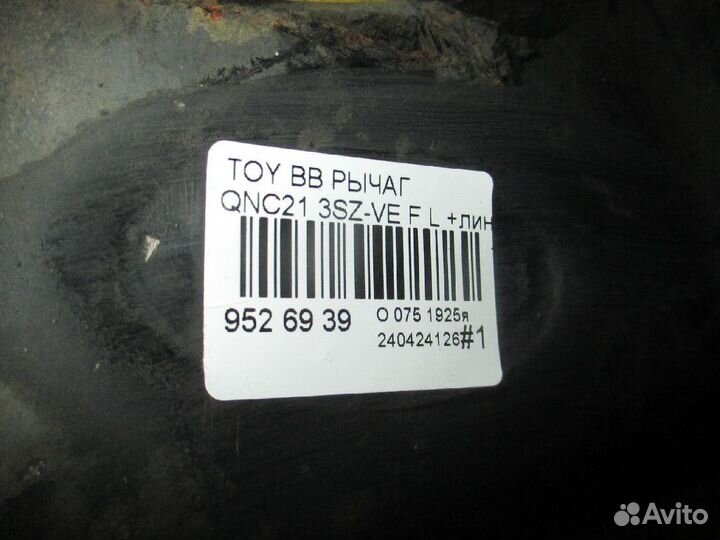 TOY BB РЫЧАГ
QNC21 3SZ-VE F L +лин
952 69 39
О 075 1925я
240424126#1
Avito